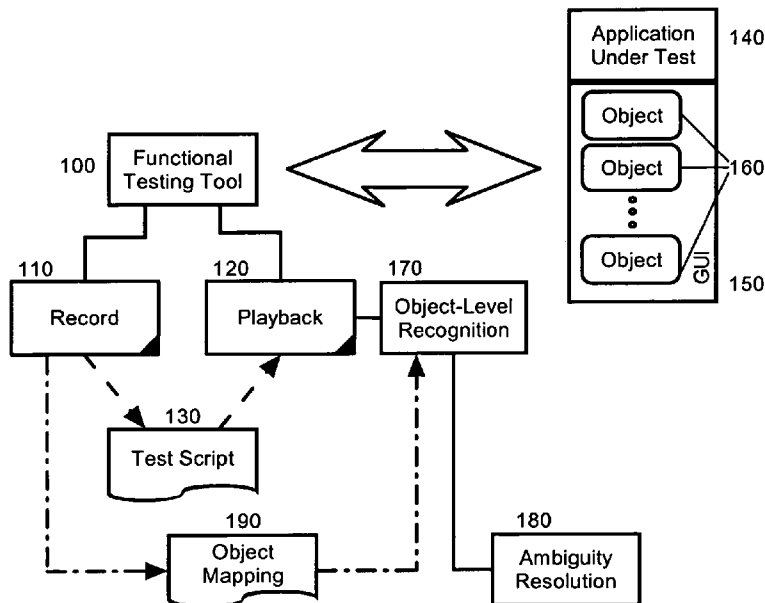 Application
Under Test
140
Object
Object
160
Object
GUI
150
100
Functional
Testing Tool
110
Record
120
Playback
170
Object-Level
Recognition
130
Test Script
190
Object
Mapping
180
Ambiguity
Resolution